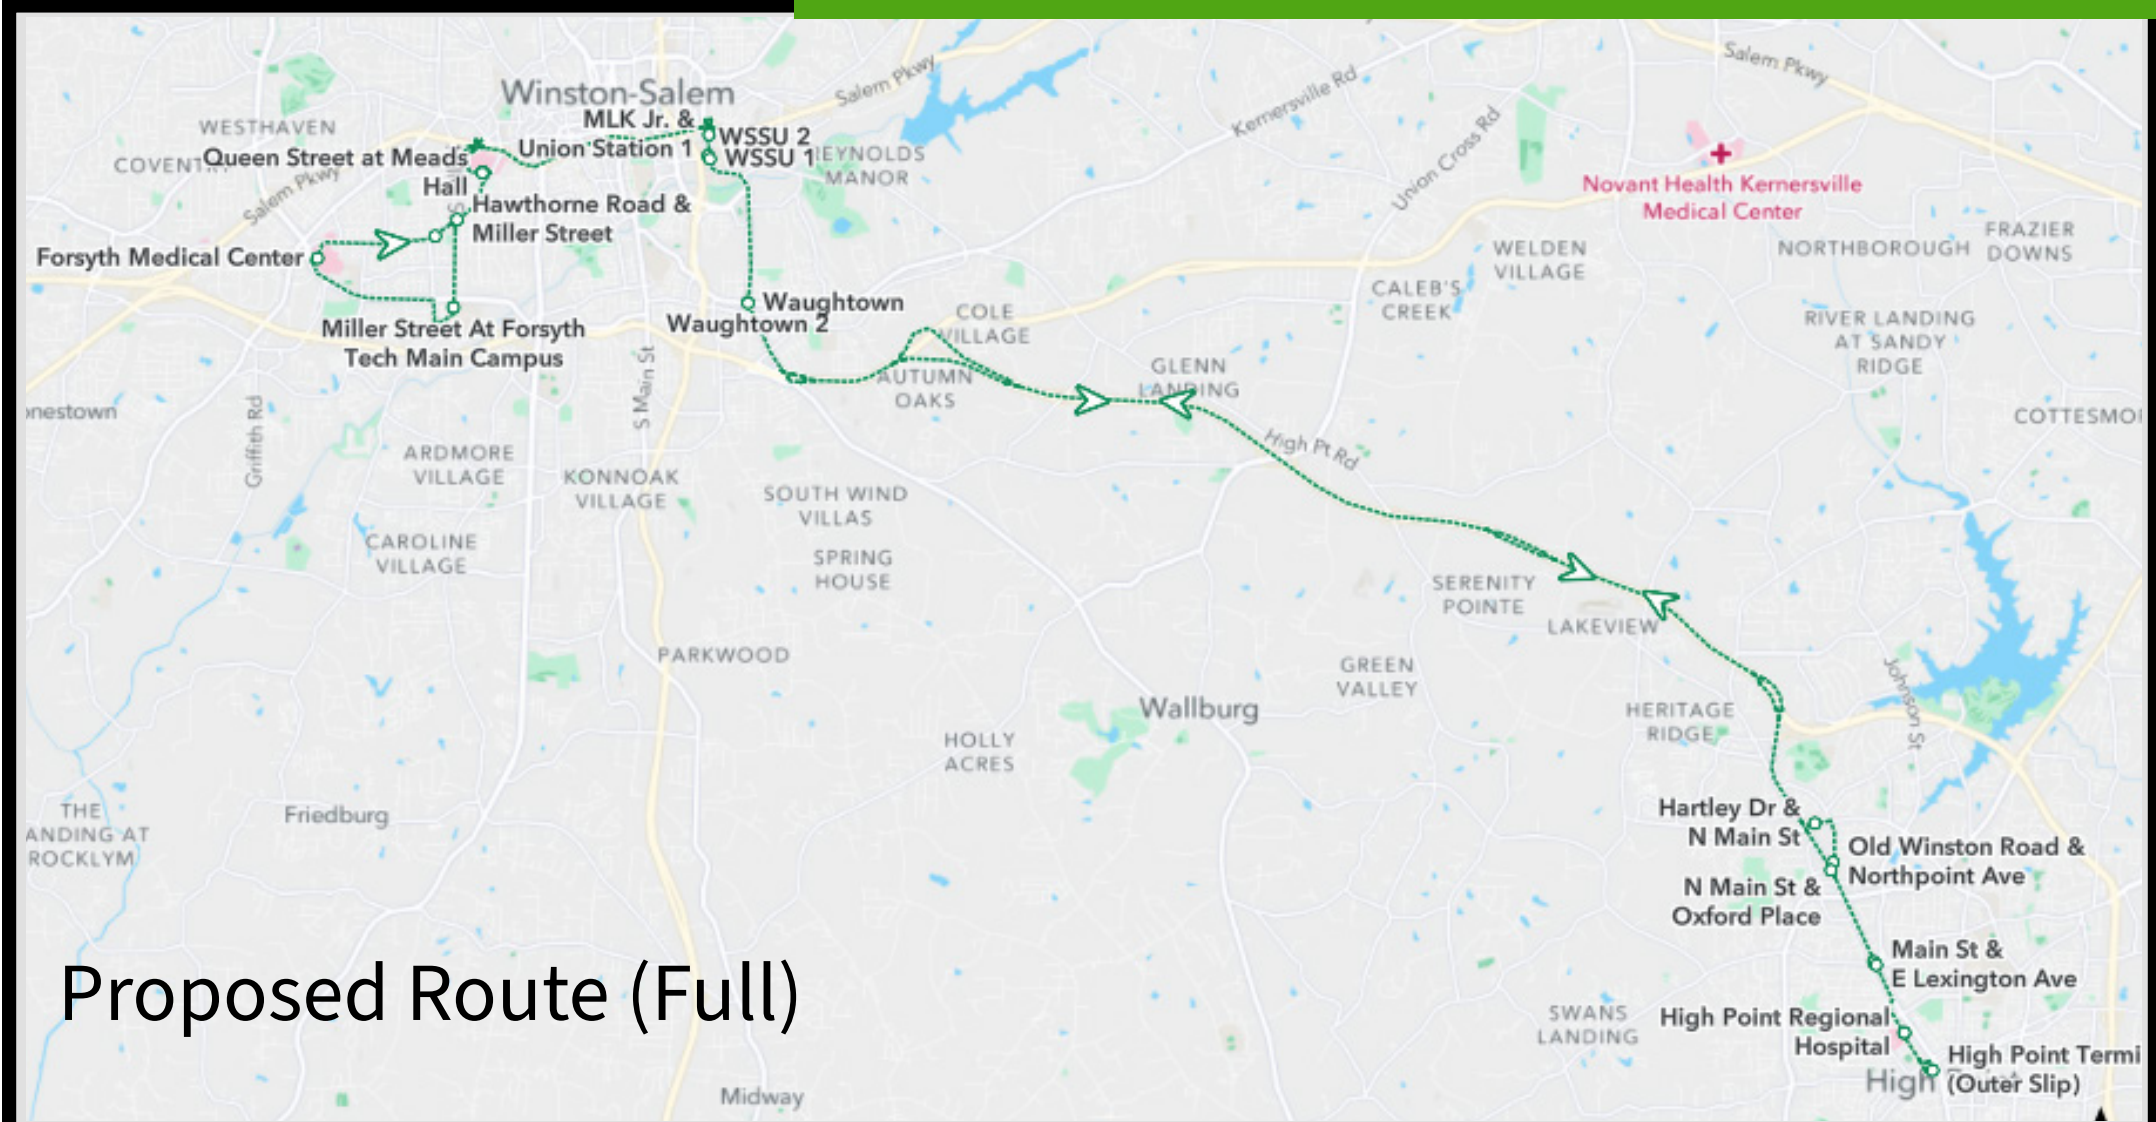 Salem Pkwy
Salem Pkwy
Winston-Salem
Kernersville Rd
Union Cross Rd
WESTHAVEN
MLK Jr. &
WSSU 2
Union Station 1
WSSU 1
EYNOLDS
MANOR
COVENT
Queen Street at Meads
Hall
Salem Pkwy
Hawthorne Road &
Miller Street
Novant Health Kernersville
Medical Center
Forsyth Medical Center
WELDEN
VILLAGE
NORTHBOROUGH
FRAZIER
DOWNS
CALEB'S
CREEK
Waughtown
Waughtown 2
COLE
VILLAGE
RIVER LANDING
AT SANDY
RIDGE
Miller Street At Forsyth
Tech Main Campus
S Main St
AUTUMN
OAKS
GLENN
LANDING
onestown
Griffith Rd
COTTESMO
High Pt Rd
ARDMORE
VILLAGE
KONNOAK
VILLAGE
SOUTH WIND
VILLAS
CAROLINE
VILLAGE
SPRING
HOUSE
SERENITY
POINTE
LAKEVIEW
PARKWOOD
GREEN
VALLEY
Johnson St
Wallburg
HERITAGE
RIDGE
HOLLY
ACRES
THE
ANDING AT
ROCKLYM
Friedburg
Hartley Dr &
N Main St
Old Winston Road &
Northpoint Ave
N Main St &
Oxford Place
Main St &
E Lexington Ave
Proposed Route (Full)
SWANS
LANDING
High Point Regional
Hospital
High Point Termi
(Outer Slip)
High
Midway